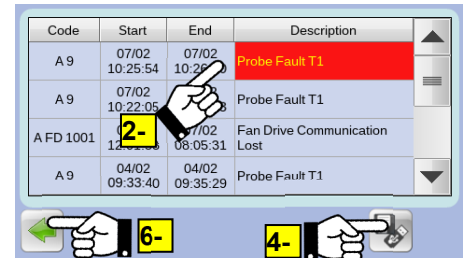 Code Start End Description
A 9 07/02 10:25:54 07/02 Probe Fault T1
A 9 07/02 10:22:05 Probe Fault T1
2-
A FD 1001 08:05:31 Fan Drive Communication Lost
A 9 04/02 09:33:40 04/02 09:35:29 Probe Fault T1
6-
4-